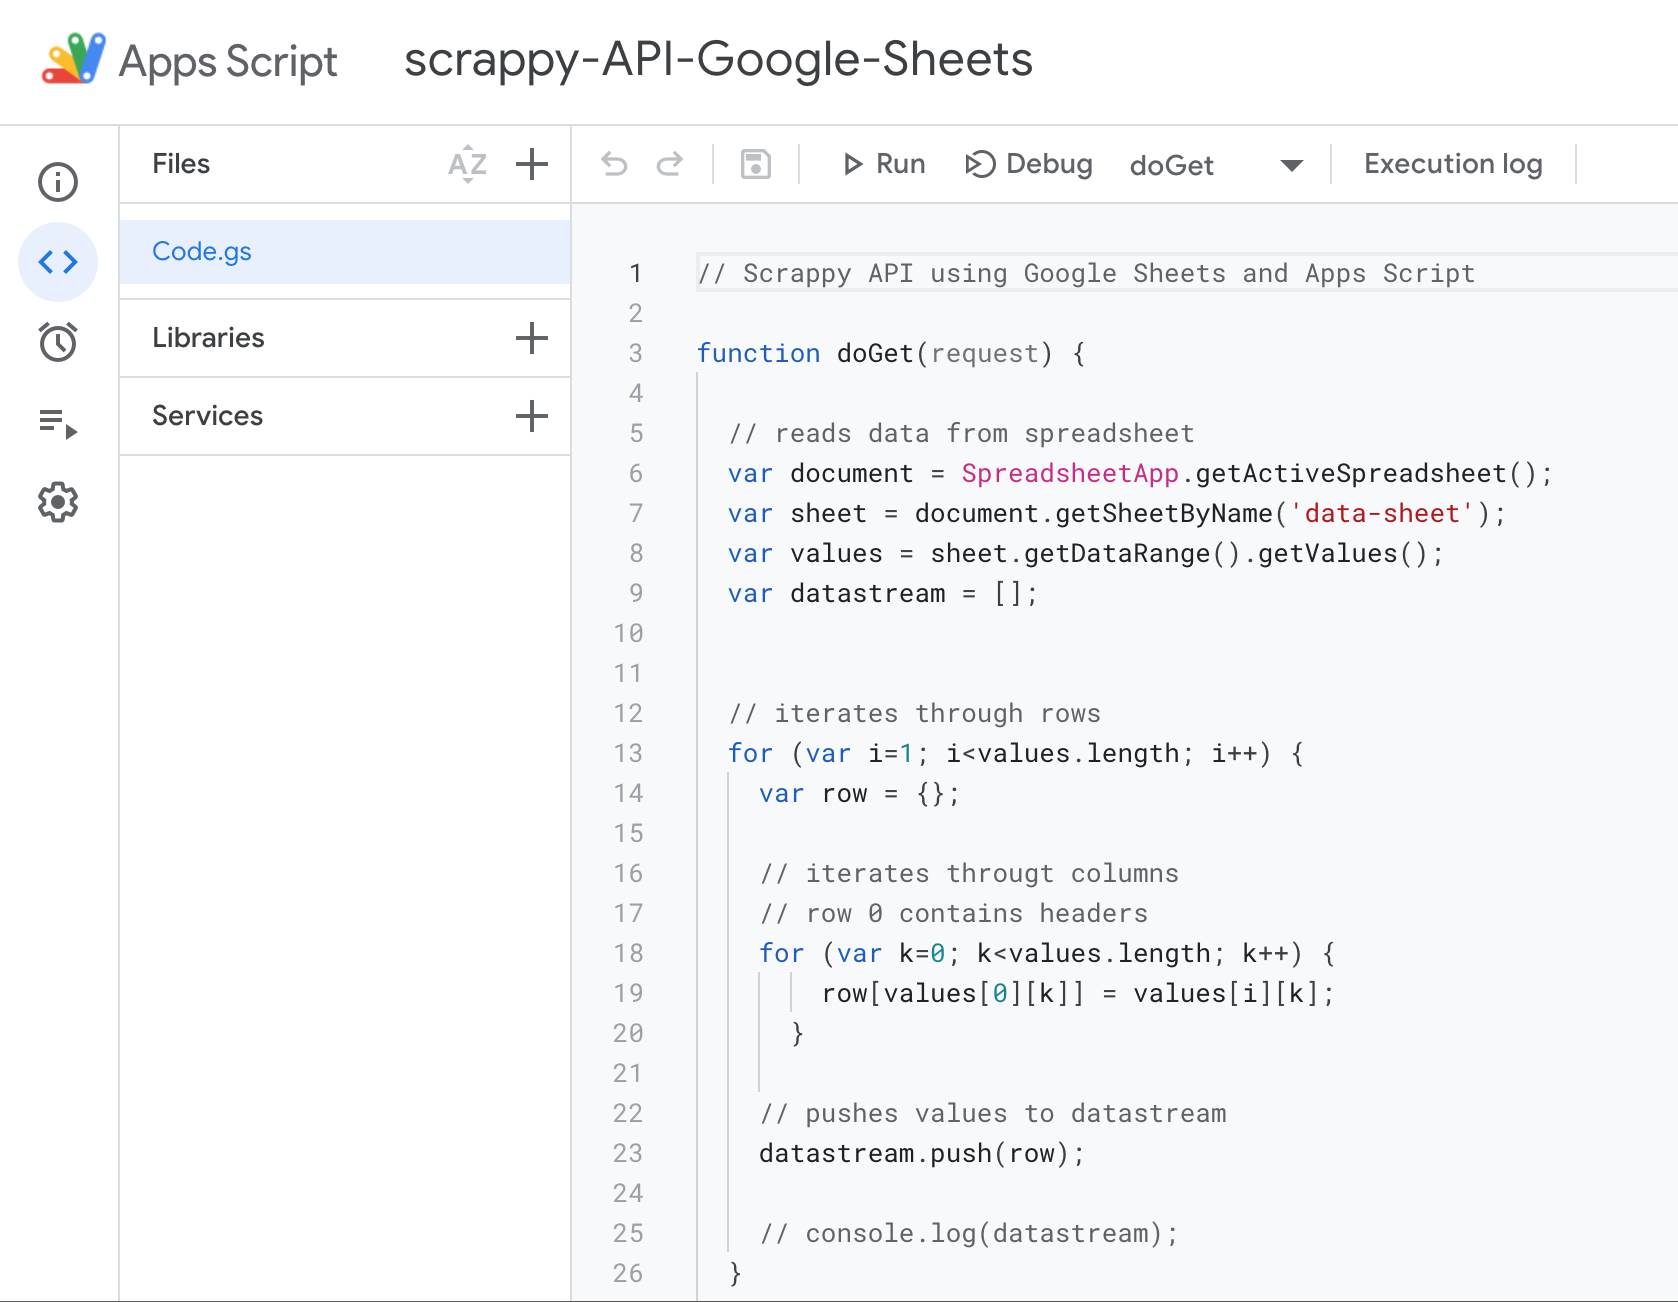 Apps Script scrappy-API-Google-Sheets
Files AZ Run Debug doGet Execution log
Code.gs
Libraries
Services
1 // Scrappy API using Google Sheets and Apps Script
2
3 function doGet(request) {
4
5 // reads data from spreadsheet
6 var document = SpreadsheetApp.getActiveSpreadsheet();
7 var sheet = document.getSheetByName('data-sheet');
8 var values = sheet.getDataRange().getValues();
9 var datastream = [];
10
11
12 // iterates through rows
13 for (var i=1; i<values.length; i++) {
14 var row = {};
15
16 // iterates througt columns
17 // row 0 contains headers
18 for (var k=0; k<values.length; k++) {
19 row[values[0][k]] = values[i][k];
20 }
21
22 // pushes values to datastream
23 datastream.push(row);
24
25 // console.log(datastream);
26 }